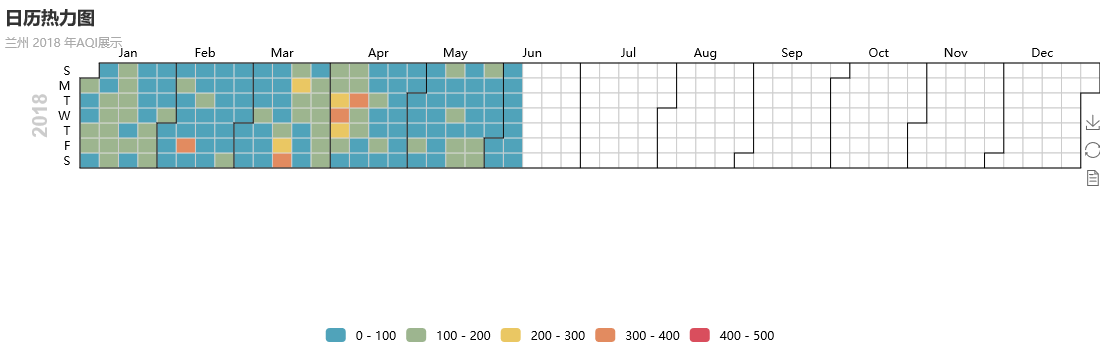 日历热力图
兰州 2018 年AQI展示
Jan Feb Mar Apr May Jun Jul Aug Sep Oct Nov Dec
2018
S
M
T
W
T
F
S
0 - 100 100 - 200 200 - 300 300 - 400 400 - 500